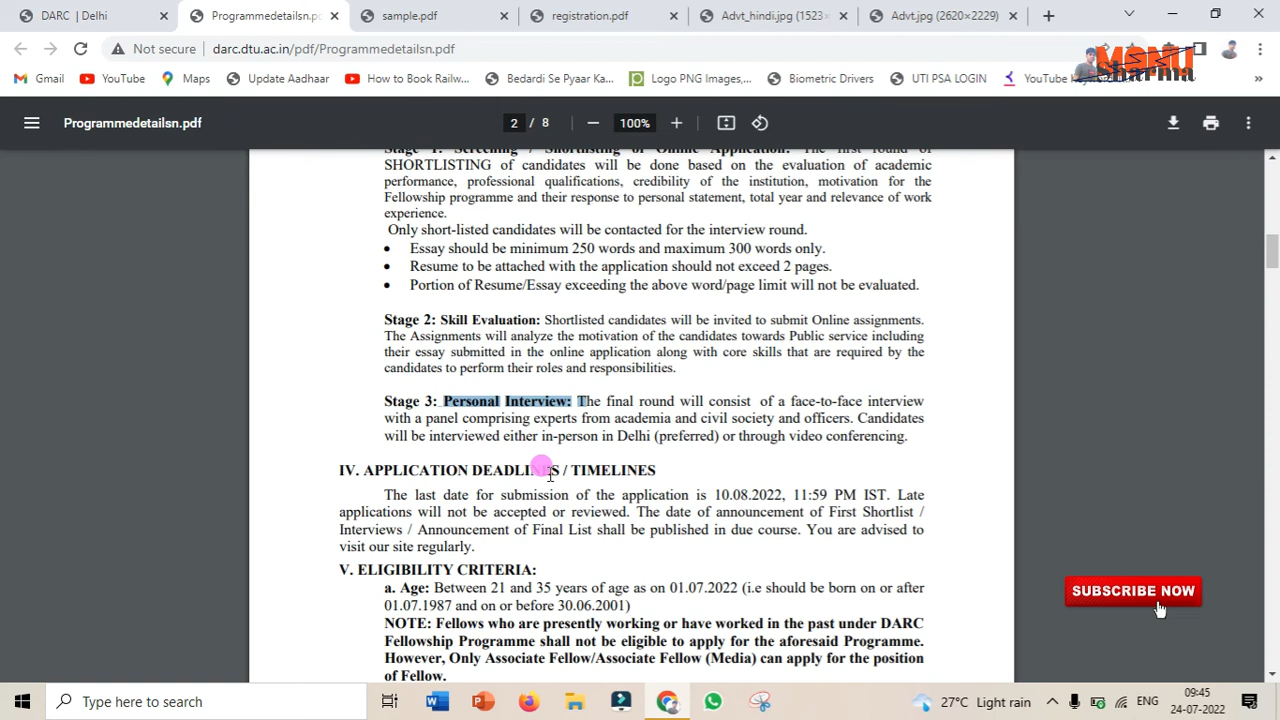 DARC | Delhi
Programmedetailsn.pd
sample.pdf
registration.pdf
Advt_hindi.jpg (1523×
Advt.jpg (2620×2229)
Not secure
darc.dtu.ac.in/pdf/Programmedetailsn.pdf
MONU
Sharma
Gmail
YouTube
Maps
Update Aadhaar
How to Book Railw...
Bedardi Se Pyaar Ka...
Logo PNG Images,...
Biometric Drivers
UTI PSA LOGIN
Programmedetailsn.pdf
2 / 8
100%
Stage 1: Screening / Shortlisting of Online Application: The first round of
SHORTLISTING of candidates will be done based on the evaluation of academic
performance, professional qualifications, credibility of the institution, motivation for the
Fellowship programme and their response to personal statement, total year and relevance of work
experience.
Only short-listed candidates will be contacted for the interview round.
• Essay should be minimum 250 words and maximum 300 words only.
• Resume to be attached with the application should not exceed 2 pages.
• Portion of Resume/Essay exceeding the above word/page limit will not be evaluated.
Stage 2: Skill Evaluation: Shortlisted candidates will be invited to submit Online assignments.
The Assignments will analyze the motivation of the candidates towards Public service including
their essay submitted in the online application along with core skills that are required by the
candidates to perform their roles and responsibilities.
Stage 3: Personal Interview: The final round will consist of a face-to-face interview
with a panel comprising experts from academia and civil society and officers. Candidates
will be interviewed either in-person in Delhi (preferred) or through video conferencing.
IV. APPLICATION DEADLINES / TIMELINES
The last date for submission of the application is 10.08.2022, 11:59 PM IST. Late
applications will not be accepted or reviewed. The date of announcement of First Shortlist /
Interviews / Announcement of Final List shall be published in due course. You are advised to
visit our site regularly.
V. ELIGIBILITY CRITERIA:
a. Age: Between 21 and 35 years of age as on 01.07.2022 (i.e should be born on or after
01.07.1987 and on or before 30.06.2001)
NOTE: Fellows who are presently working or have worked in the past under DARC
Fellowship Programme shall not be eligible to apply for the aforesaid Programme.
However, Only Associate Fellow/Associate Fellow (Media) can apply for the position
of Fellow.
SUBSCRIBE NOW
Type here to search
27°C Light rain
ENG
09:45
24-07-2022